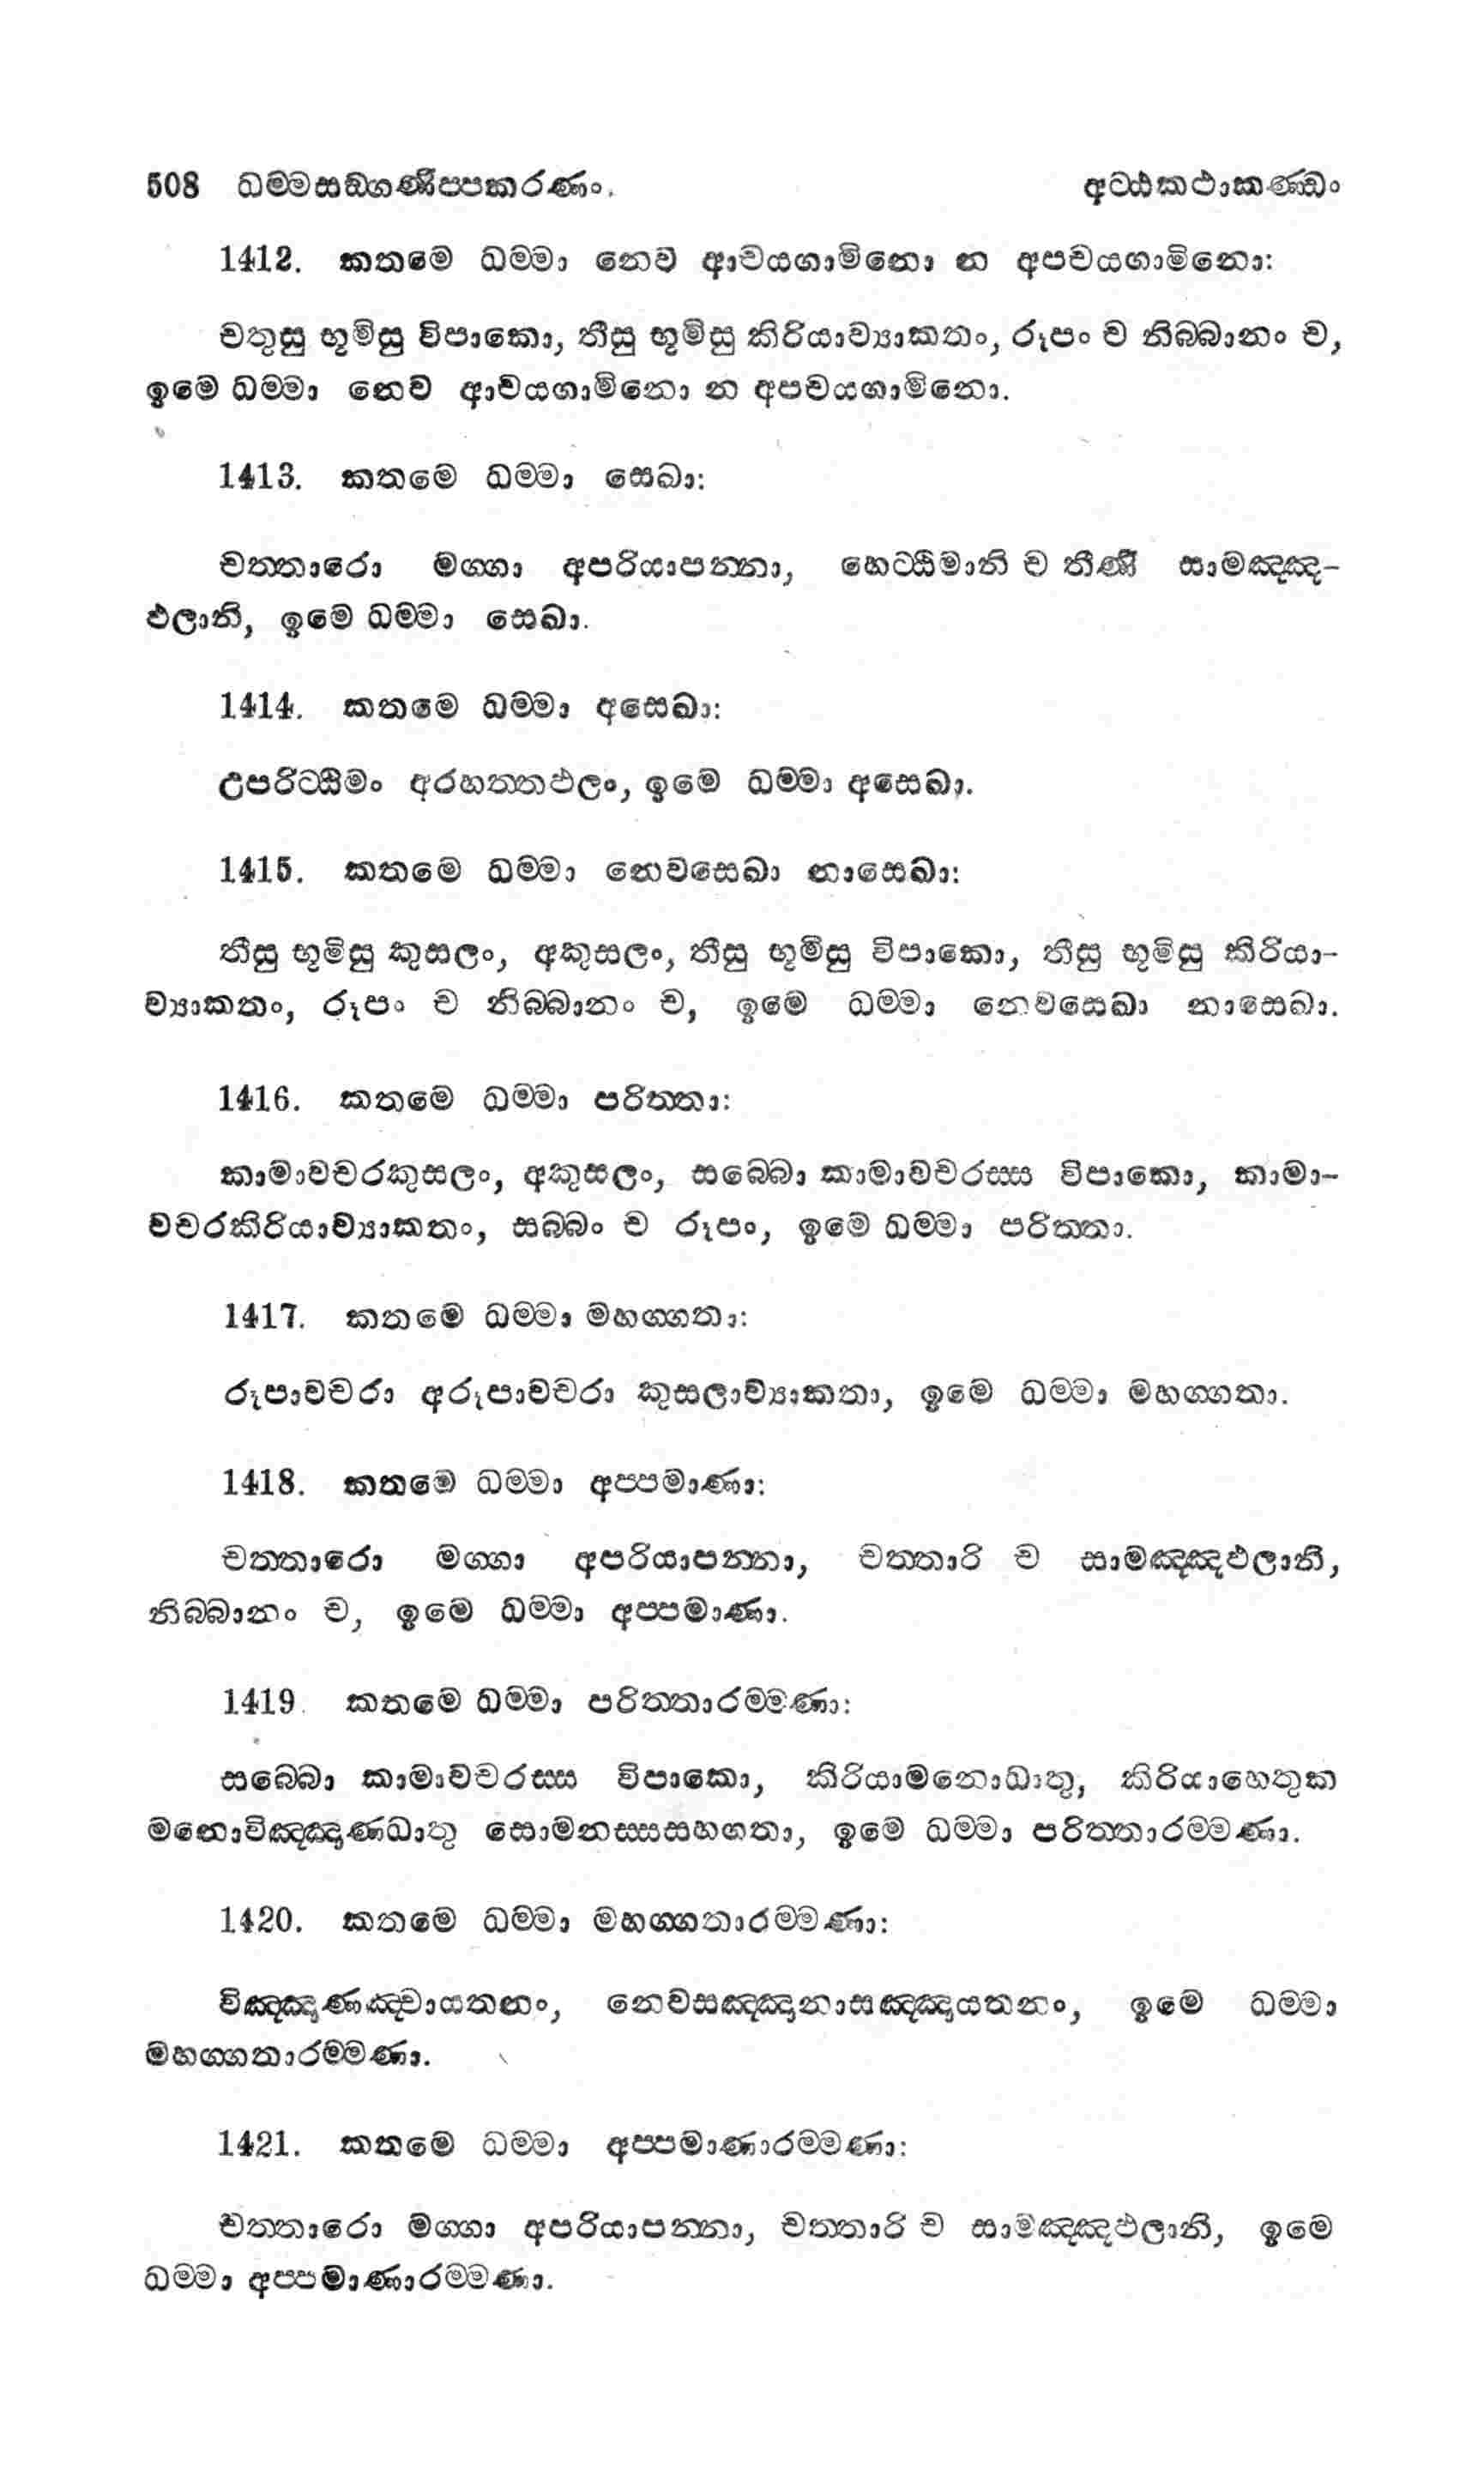 508 ධම්මසඞ්ගණිප්පකරණං. අට්ඨකථාකණ්ඩං
1412. කතමෙ ධම්මා නෙව ආචයගාමිනො න අපචයගාමිනො:
චතුසු භූමිසු විපාකො, තීසු භූමිසු කිරියාව්‍යාකතං, රූපං ච නිබ්බානං ච,
ඉමෙ ධම්මා නෙව ආචයගාමිනො න අපචයගාමිනො.
1413. කතමෙ ධම්මා සෙඛා:
චත්තාරො මග්ගා අපරියාපන්නා, හෙට්ඨිමානි ච තීණි සාමඤ්ඤ-
ඵලානි, ඉමෙ ධම්මා සෙඛා.
1414. කතමෙ ධම්මා අසෙඛා:
උපරිට්ඨිමං අරහත්තඵලං, ඉමෙ ධම්මා අසෙඛා.
1415. කතමෙ ධම්මා නෙවසෙඛා නාසෙඛා:
තීසු භූමිසු කුසලං, අකුසලං, තීසු භූමිසු විපාකො, තීසු භූමිසු කිරියා-
ව්‍යාකතං, රූපං ච නිබ්බානං ච, ඉමෙ ධම්මා නෙවසෙඛා නාසෙඛා.
1416. කතමෙ ධම්මා පරිත්තා:
කාමාවචරකුසලං, අකුසලං, සබ්බෙබා කාමාවචරස්ස විපාකො, කාමා-
වචරකිරියාව්‍යාකතං, සබ්බං ච රූපං, ඉමෙ ධම්මා පරිත්තා.
1417. කතමෙ ධම්මා මහග්ගතා:
රූපාවචරා අරූපාවචරා කුසලාව්‍යාකතා, ඉමෙ ධම්මා මහග්ගතා.
1418. කතමෙ ධම්මා අප්පමාණා:
චත්තාරො මග්ගා අපරියාපන්නා, චත්තාරි ච සාමඤ්ඤඵලානි,
නිබ්බානං ච, ඉමෙ ධම්මා අප්පමාණා.
1419. කතමෙ ධම්මා පරිත්තාරම්මණා:
සබ්බො කාමාවචරස්ස විපාකො, කිරියාමනොධාතු, කිරියාහෙතුක
මනොවිඤ්ඤාණධාතු සොමනස්සසහගතා, ඉමෙ ධම්මා පරිත්තාරම්මණා.
1420. කතමෙ ධම්මා මහග්ගතාරම්මණා:
විඤ්ඤාණඤ්චායතනං, නෙවසඤ්ඤානාසඤ්ඤායතනං, ඉමෙ ධම්මා
මහග්ගතාරම්මණා.
1421. කතමෙ ධම්මා අප්පමාණාරම්මණා:
චත්තාරො මග්ගා අපරියාපන්නා, චත්තාරි ච සාමඤ්ඤඵලානි, ඉමෙ
ධම්මා අප්පමාණාරම්මණා.